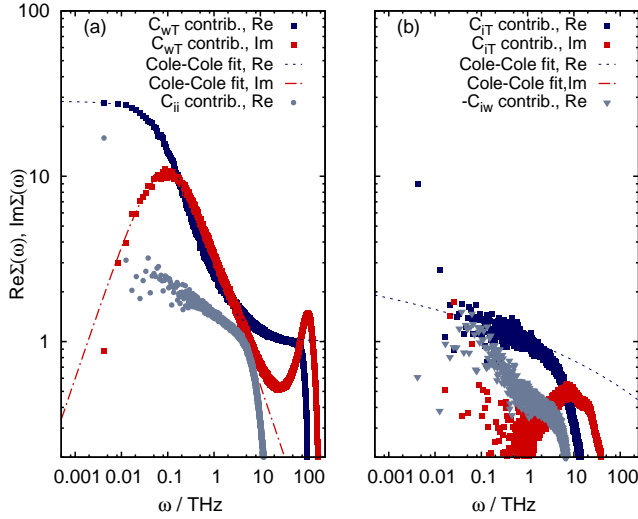 100
10
1
ReΣ(ω), ImΣ(ω)
(a)
C_wT contrib., Re
C_wT contrib., Im
Cole-Cole fit, Re
Cole-Cole fit, Im
C_ii contrib., Re
0.001 0.01 0.1 1 10 100
ω / THz
(b)
C_iT contrib., Re
C_iT contrib., Im
Cole-Cole fit, Re
Cole-Cole fit,Im
-C_iw contrib., Re
0.001 0.1 1 10 100
ω / THz